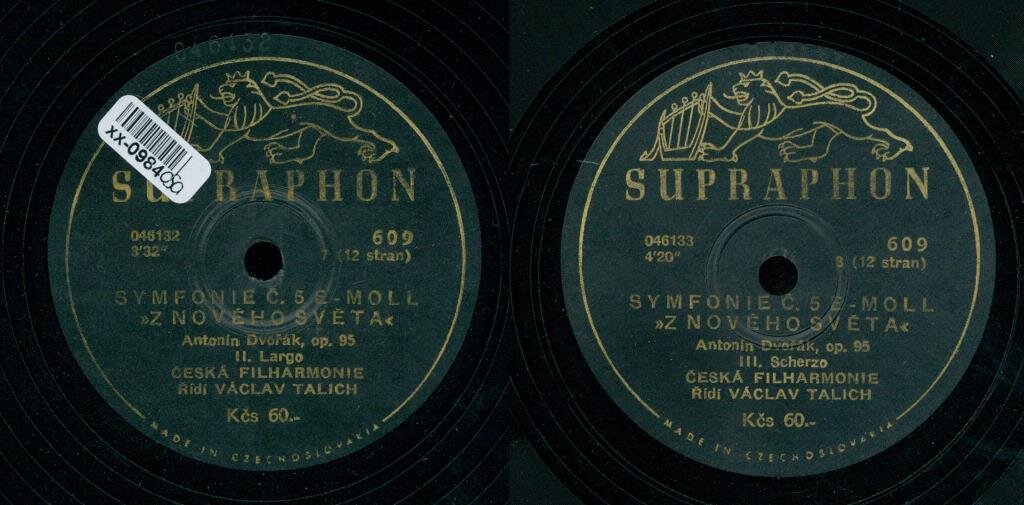 046132
XX-0984
SUPRAPHON
046132
3'32"
609
7 (12 stran)
SYMFONIE Č. 5 E-MOLL
»Z NOVÉHO SVĚTA«
Antonín Dvořák, op. 95
II. Largo
ČESKÁ FILHARMONIE
Řídí VÁCLAV TALICH
Kčs 60.-
MADE IN CZECHOSLOVAKIA
SUPRAPHON
046133
4'20"
609
8 (12 stran)
SYMFONIE Č. 5 E-MOLL
»Z NOVÉHO SVĚTA«
Antonín Dvořák, op. 95
III. Scherzo
ČESKÁ FILHARMONIE
Řídí VÁCLAV TALICH
Kčs 60.-
MADE IN CZECHOSLOVAKIA